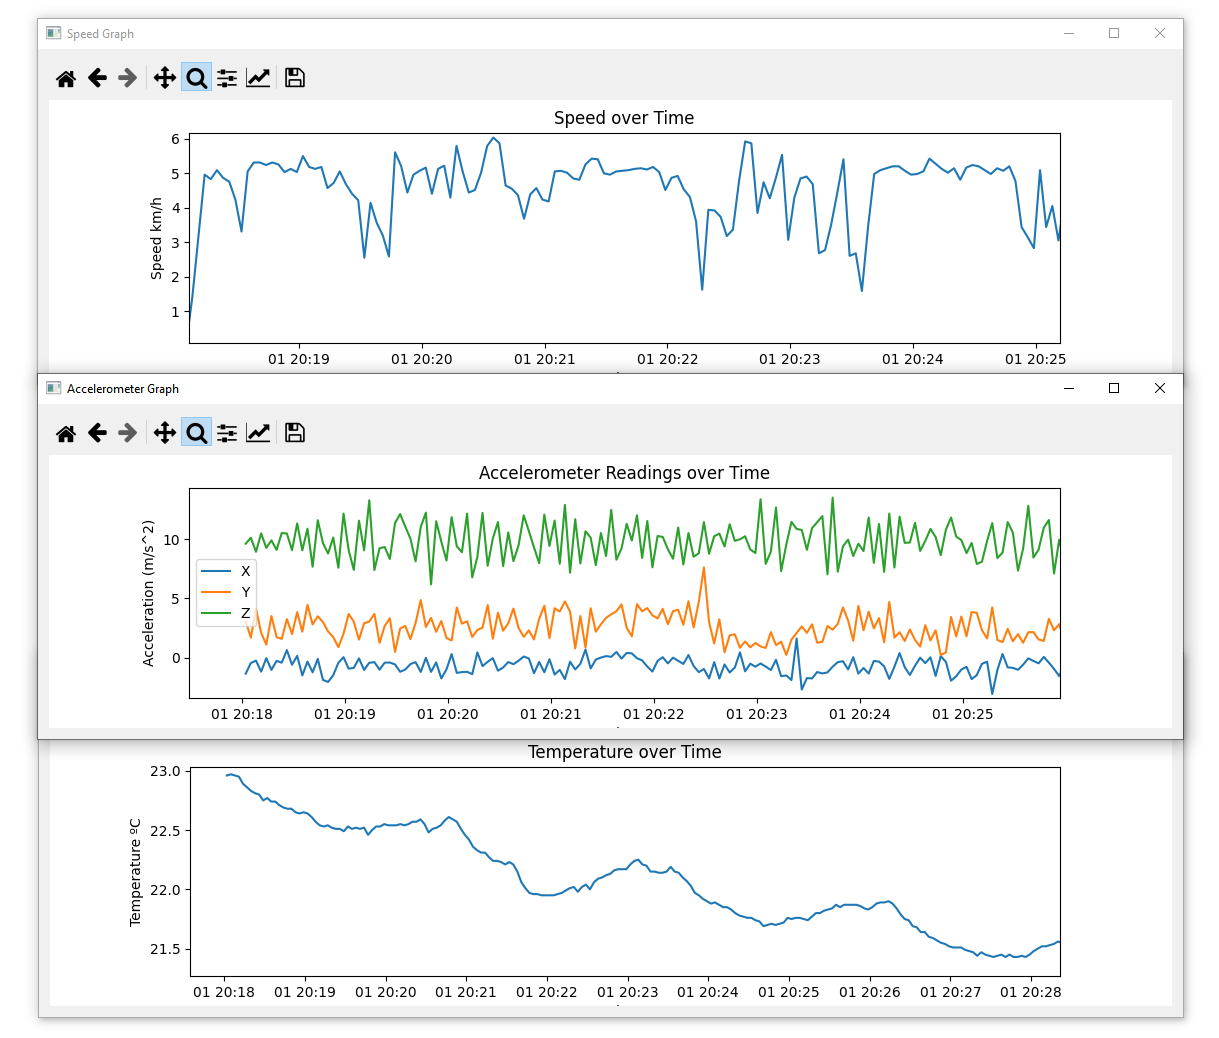 Speed Graph
Speed over Time
6
5
4
3
2
1
Speed km/h
01 20:19 01 20:20 01 20:21 01 20:22 01 20:23 01 20:24 01 20:25
Accelerometer Graph
Accelerometer Readings over Time
10
5
0
Acceleration (m/s^2)
X
Y
Z
01 20:18 01 20:19 01 20:20 01 20:21 01 20:22 01 20:23 01 20:24 01 20:25
Temperature over Time
23.0
22.5
22.0
21.5
Temperature ºC
01 20:18 01 20:19 01 20:20 01 20:21 01 20:22 01 20:23 01 20:24 01 20:25 01 20:26 01 20:27 01 20:28